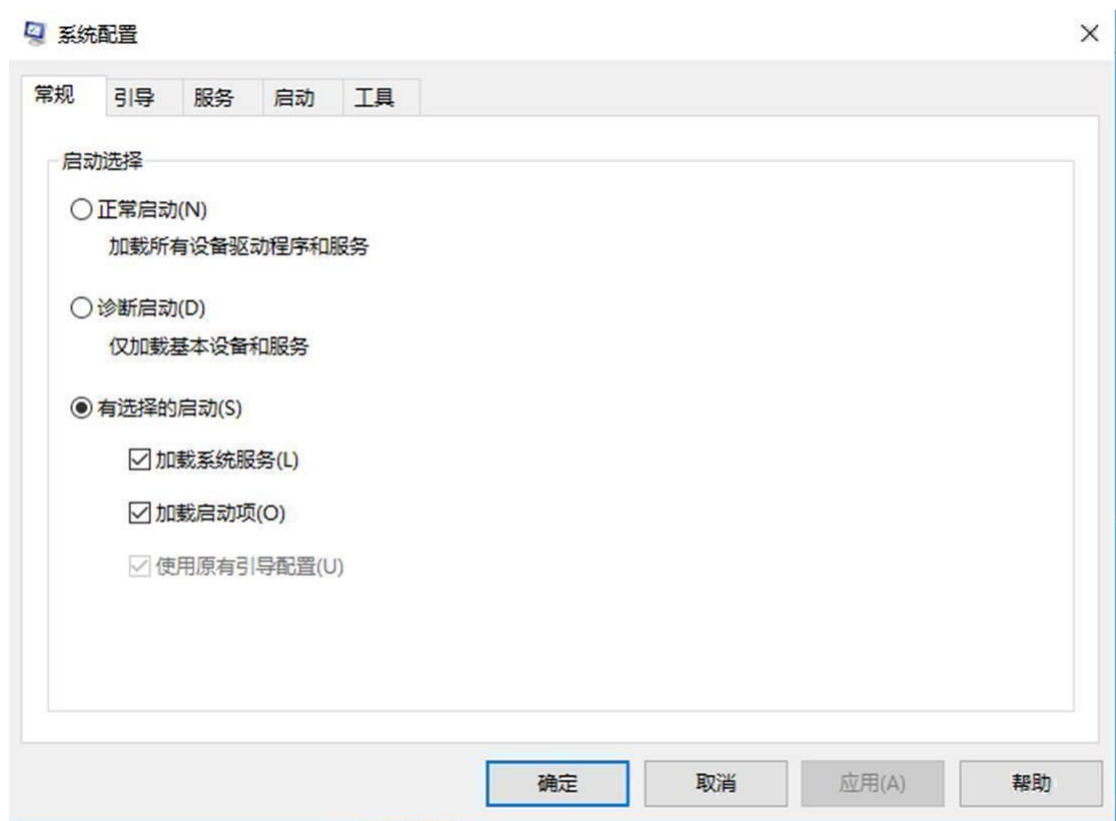 系统配置
常规 引导 服务 启动 工具
启动选择
正常启动(N)
加载所有设备驱动程序和服务
诊断启动(D)
仅加载基本设备和服务
有选择的启动(S)
加载系统服务(L)
加载启动项(O)
使用原有引导配置(U)
确定 取消 应用(A) 帮助